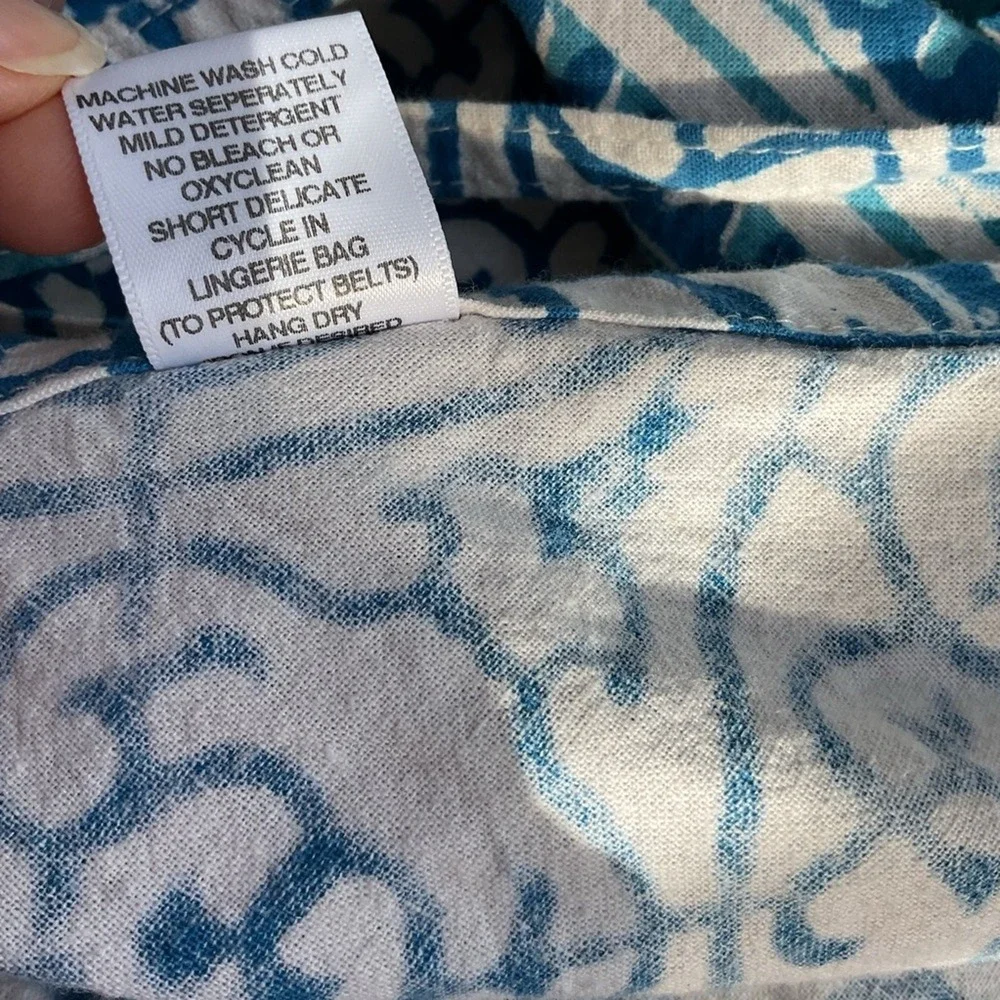 MACHINE WASH COLD
WATER SEPERATELY
MILD DETERGENT
NO BLEACH OR
OXYCLEAN
SHORT DELICATE
CYCLE IN
LINGERIE BAG
(TO PROTECT BELTS)
HANG DRY
DESIRED